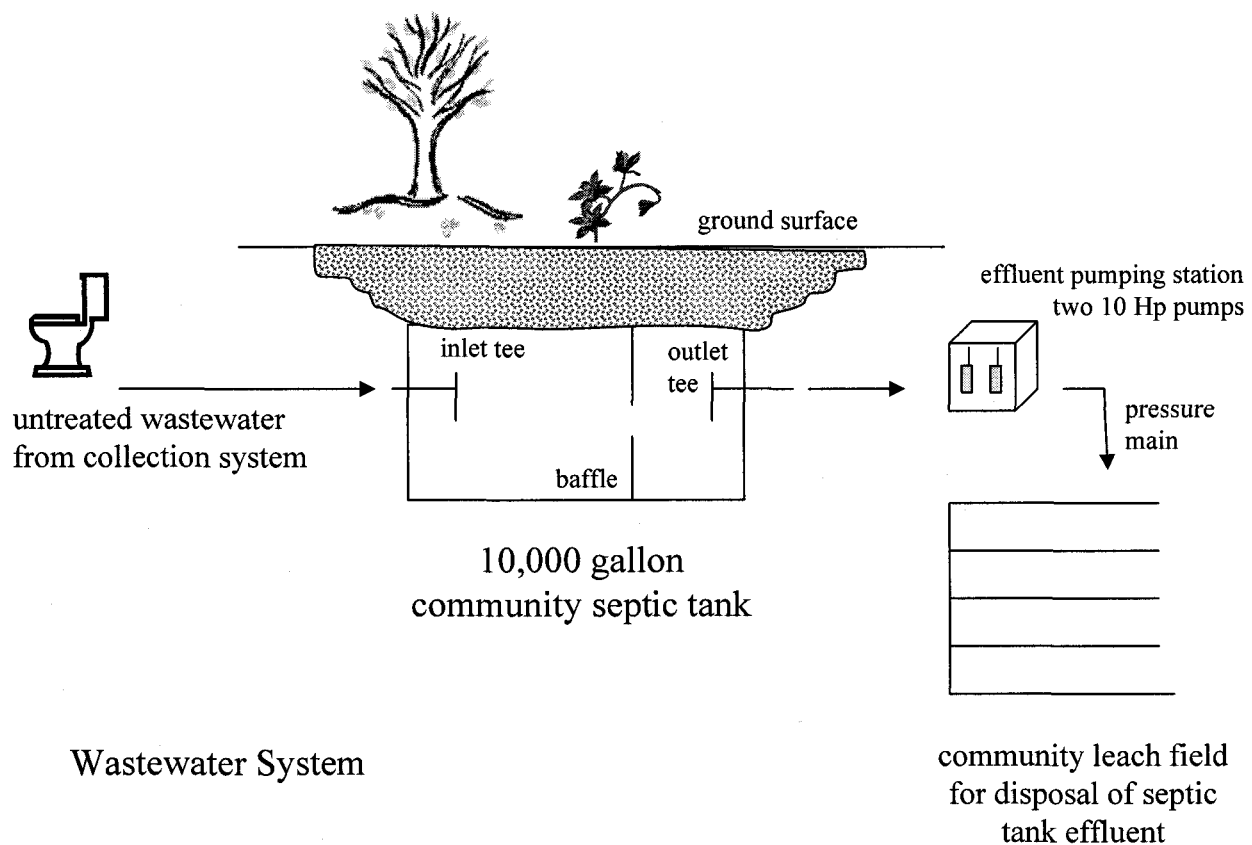 ground surface
effluent pumping station
two 10 Hp pumps
inlet tee
outlet
tee
untreated wastewater
from collection system
pressure
main
baffle
10,000 gallon
community septic tank
Wastewater System
community leach field
for disposal of septic
tank effluent